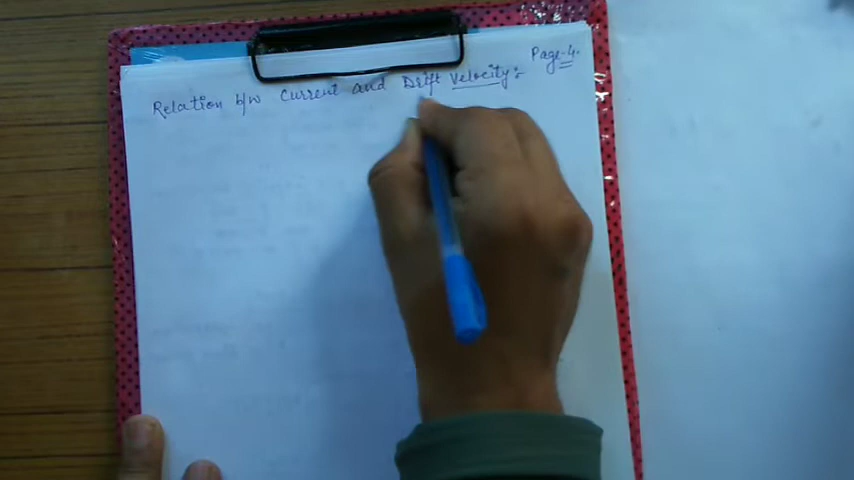 Page-4.
Relation b/w Current and Drift Velocity:-